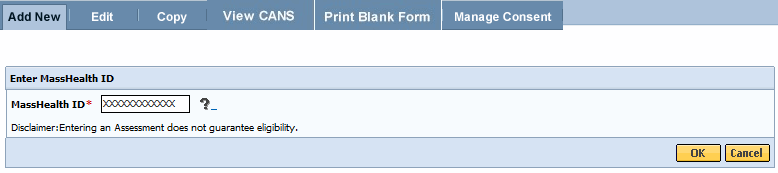 Add New Edit Copy View CANS Print Blank Form Manage Consent
Enter MassHealth ID
MassHealth ID* XXXXXXXXXXXX ?
Disclaimer:Entering an Assessment does not guarantee eligibility.
OK Cancel